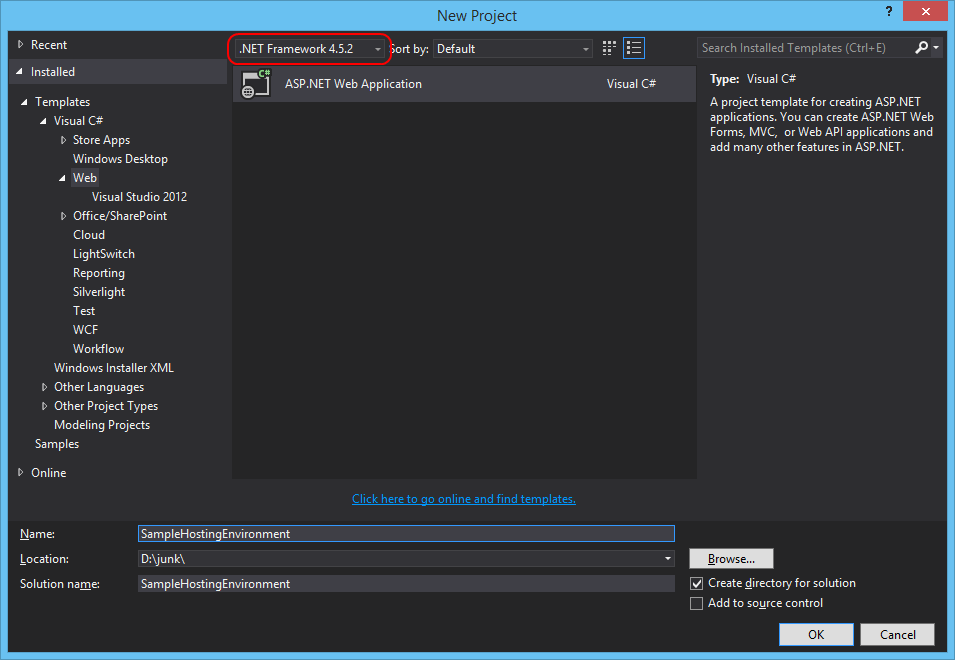 New Project
?
Recent
.NET Framework 4.5.2
Sort by:
Default
Search Installed Templates (Ctrl+E)
Installed
Templates
Visual C#
Store Apps
Windows Desktop
Web
Visual Studio 2012
Office/SharePoint
Cloud
LightSwitch
Reporting
Silverlight
Test
WCF
Workflow
Windows Installer XML
Other Languages
Other Project Types
Modeling Projects
Samples
Online
C#
ASP.NET Web Application
Visual C#
Type: Visual C#
A project template for creating ASP.NET
applications. You can create ASP.NET Web
Forms, MVC, or Web API applications and
add many other features in ASP.NET.
Click here to go online and find templates.
Name:
SampleHostingEnvironment
Location:
D:\junk\
Browse...
Solution name:
SampleHostingEnvironment
Create directory for solution
Add to source control
OK
Cancel